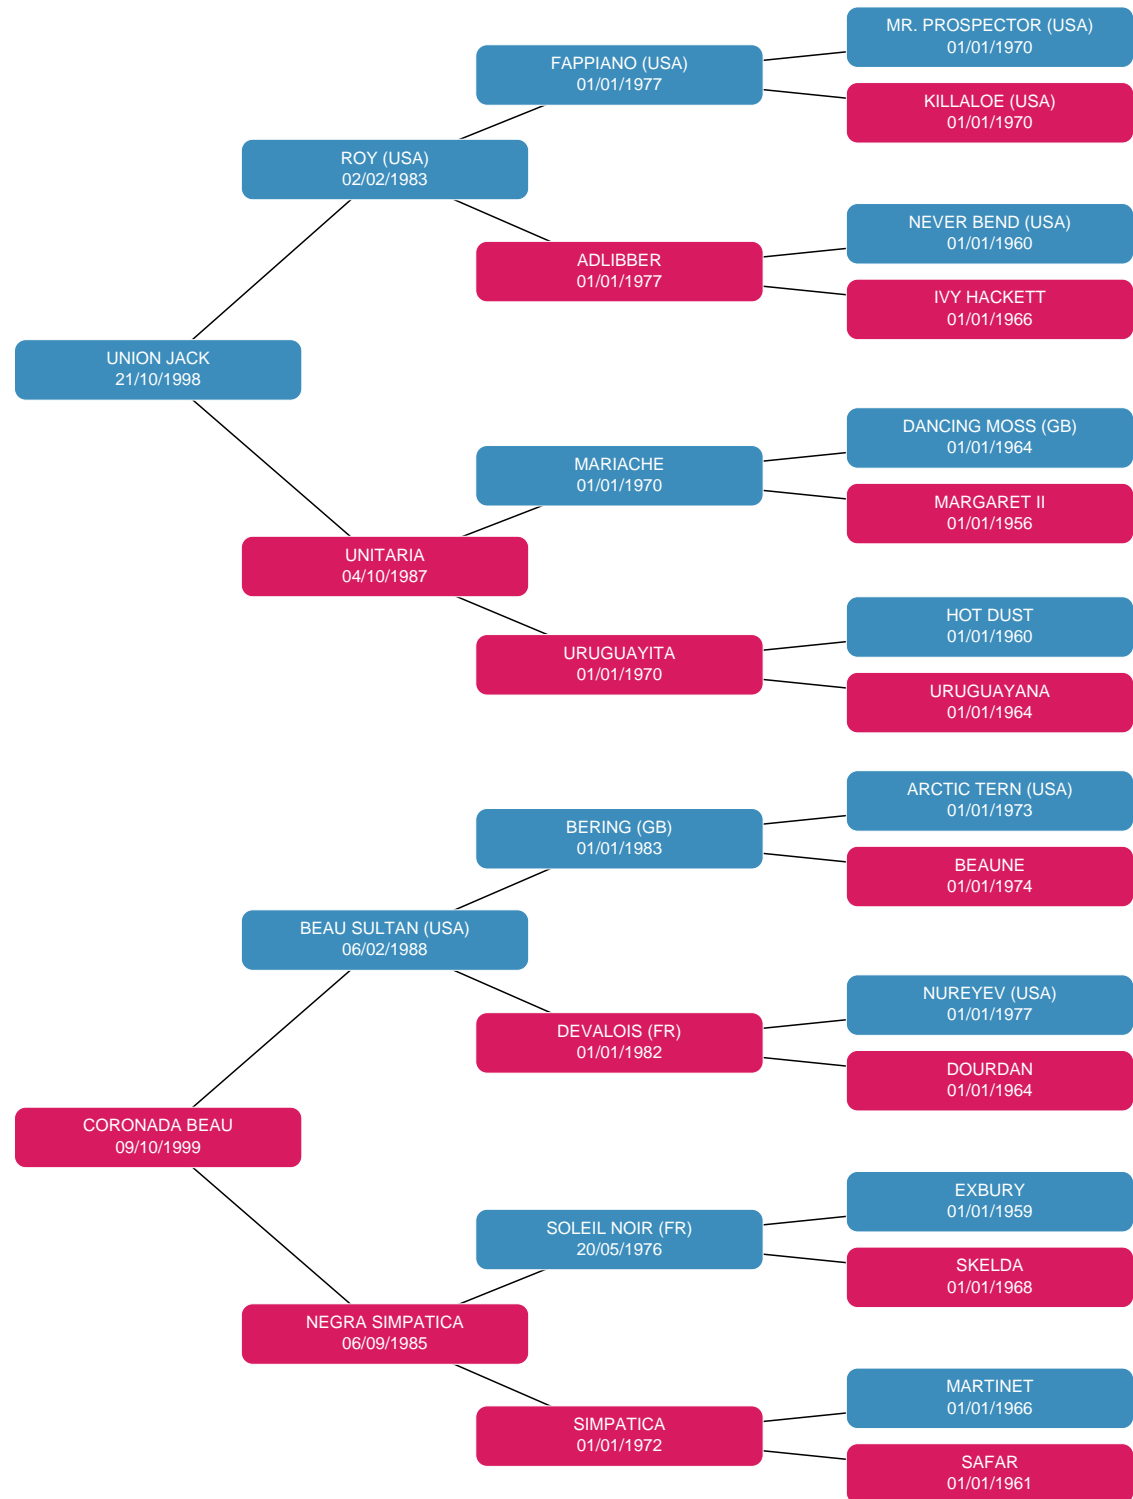 MR. PROSPECTOR (USA)
01/01/1970
FAPPIANO (USA)
01/01/1977
KILLALOE (USA)
01/01/1970
ROY (USA)
02/02/1983
NEVER BEND (USA)
01/01/1960
ADLIBBER
01/01/1977
IVY HACKETT
01/01/1966
UNION JACK
21/10/1998
DANCING MOSS (GB)
01/01/1964
MARIACHE
01/01/1970
MARGARET II
01/01/1956
UNITARIA
04/10/1987
HOT DUST
01/01/1960
URUGUAYITA
01/01/1970
URUGUAYANA
01/01/1964
ARCTIC TERN (USA)
01/01/1973
BERING (GB)
01/01/1983
BEAUNE
01/01/1974
BEAU SULTAN (USA)
06/02/1988
NUREYEV (USA)
01/01/1977
DEVALOIS (FR)
01/01/1982
DOURDAN
01/01/1964
CORONADA BEAU
09/10/1999
EXBURY
01/01/1959
SOLEIL NOIR (FR)
20/05/1976
SKELDA
01/01/1968
NEGRA SIMPATICA
06/09/1985
MARTINET
01/01/1966
SIMPATICA
01/01/1972
SAFAR
01/01/1961